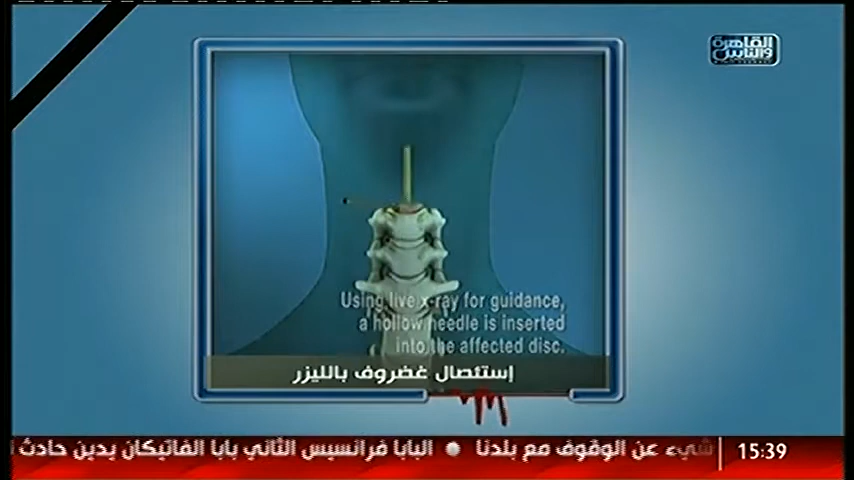 القاهرة
والناس
Using live x-ray for guidance,
a hollow needle is inserted
into the affected disc.
إستئصال غضروف بالليزر
شيء عن الوقوف مع بلدنا البابا فرانسيس الثاني بابا الفاتيكان يدين حادث
15:39